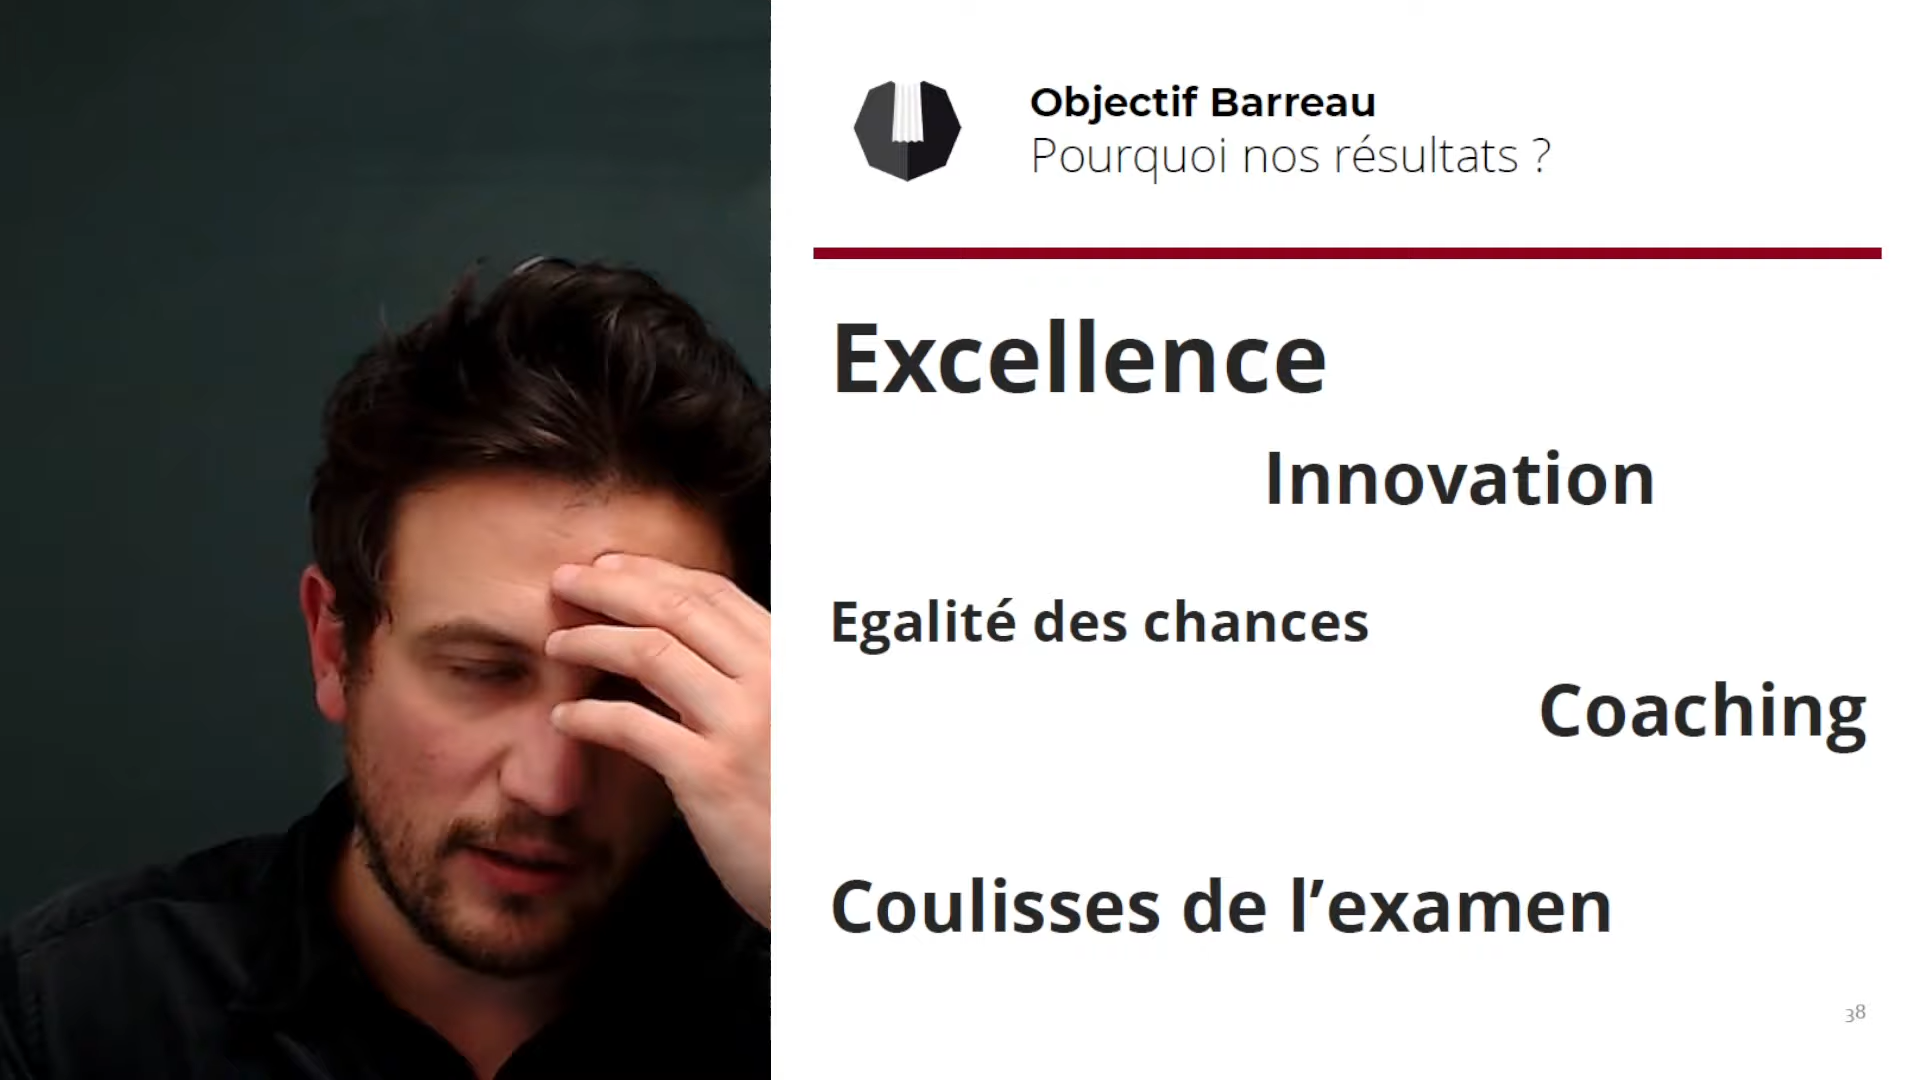 Objectif Barreau
Pourquoi nos résultats ?
Excellence
Innovation
Egalité des chances
Coaching
Coulisses de l’examen
38